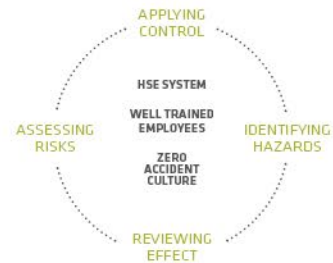 APPLYING
CONTROL
HSE SYSTEM
WELL TRAINED
EMPLOYEES
ASSESSING
RISKS
IDENTIFYING
HAZARDS
ZERO
ACCIDENT
CULTURE
REVIEWING
EFFECT